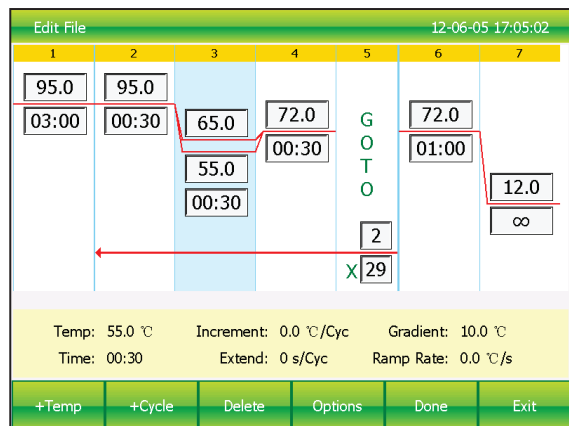 Edit File 12-06-05 17:05:02
1 2 3 4 5 6 7
95.0 95.0 65.0 72.0 GOTO 72.0 12.0
03:00 00:30 55.0 00:30 01:00 ∞
00:30
2
X 29
Temp: 55.0 ℃ Increment: 0.0 ℃/Cyc Gradient: 10.0 ℃
Time: 00:30 Extend: 0 s/Cyc Ramp Rate: 0.0 ℃/s
+Temp +Cycle Delete Options Done Exit